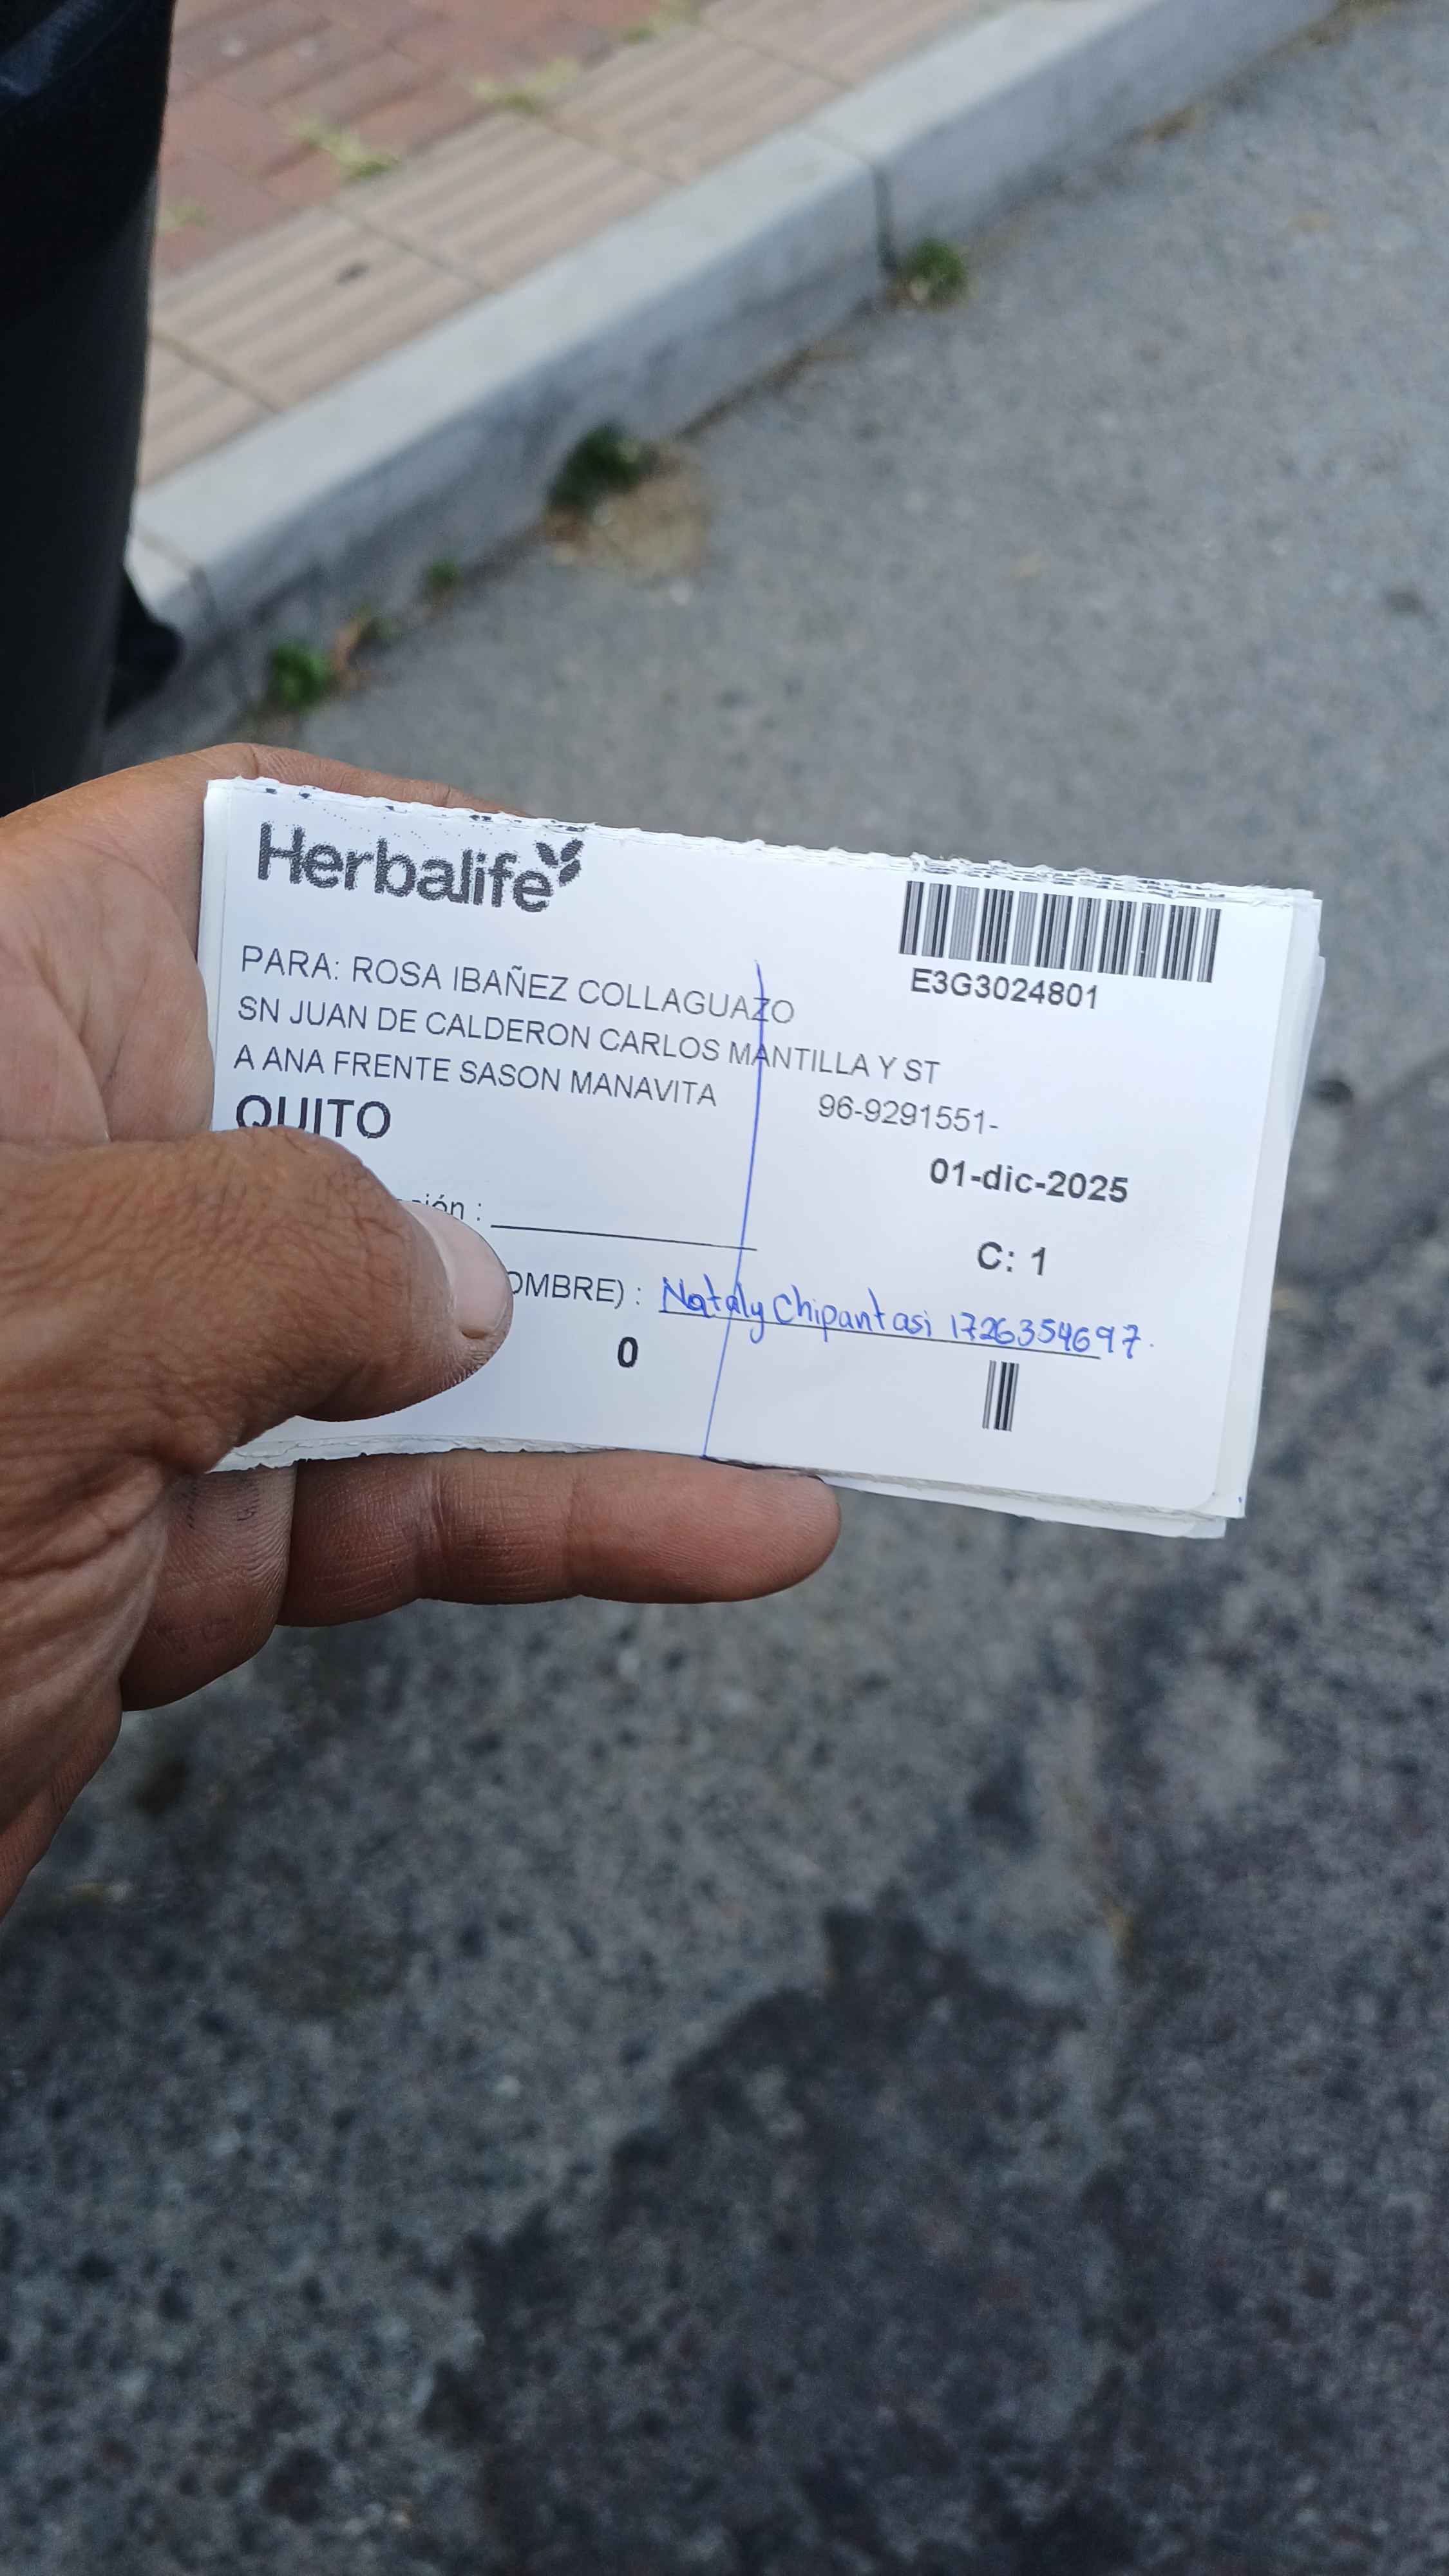 Herbalife
E3G3024801
PARA: ROSA IBAÑEZ COLLAGUAZO
SN JUAN DE CALDERON CARLOS MANTILLA Y ST
A ANA FRENTE SASON MANAVITA
96-9291551-
QUITO
01-dic-2025
ión :
C: 1
OMBRE) : Nataly Chipantasi 1726354697.
0